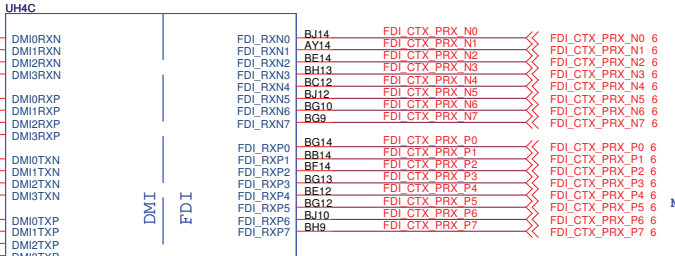 UH4C
DMI0RXN FDI_RXN0 BJ14 FDI_CTX_PRX_N0 FDI_CTX_PRX_N0 6
DMI1RXN FDI_RXN1 AY14 FDI_CTX_PRX_N1 FDI_CTX_PRX_N1 6
DMI2RXN FDI_RXN2 BE14 FDI_CTX_PRX_N2 FDI_CTX_PRX_N2 6
DMI3RXN FDI_RXN3 BH13 FDI_CTX_PRX_N3 FDI_CTX_PRX_N3 6
FDI_RXN4 BC12 FDI_CTX_PRX_N4 FDI_CTX_PRX_N4 6
DMI0RXP FDI_RXN5 BJ12 FDI_CTX_PRX_N5 FDI_CTX_PRX_N5 6
DMI1RXP FDI_RXN6 BG10 FDI_CTX_PRX_N6 FDI_CTX_PRX_N6 6
DMI2RXP FDI_RXN7 BG9 FDI_CTX_PRX_N7 FDI_CTX_PRX_N7 6
DMI3RXP
FDI_RXP0 BG14 FDI_CTX_PRX_P0 FDI_CTX_PRX_P0 6
DMI0TXN FDI_RXP1 BB14 FDI_CTX_PRX_P1 FDI_CTX_PRX_P1 6
DMI1TXN FDI_RXP2 BF14 FDI_CTX_PRX_P2 FDI_CTX_PRX_P2 6
DMI2TXN FDI_RXP3 BG13 FDI_CTX_PRX_P3 FDI_CTX_PRX_P3 6
DMI3TXN FDI_RXP4 BE12 FDI_CTX_PRX_P4 FDI_CTX_PRX_P4 6
FDI_RXP5 BG12 FDI_CTX_PRX_P5 FDI_CTX_PRX_P5 6
DMI0TXP FDI_RXP6 BJ10 FDI_CTX_PRX_P6 FDI_CTX_PRX_P6 6
DMI1TXP FDI_RXP7 BH9 FDI_CTX_PRX_P7 FDI_CTX_PRX_P7 6
DMI2TXP
DMI
FDI